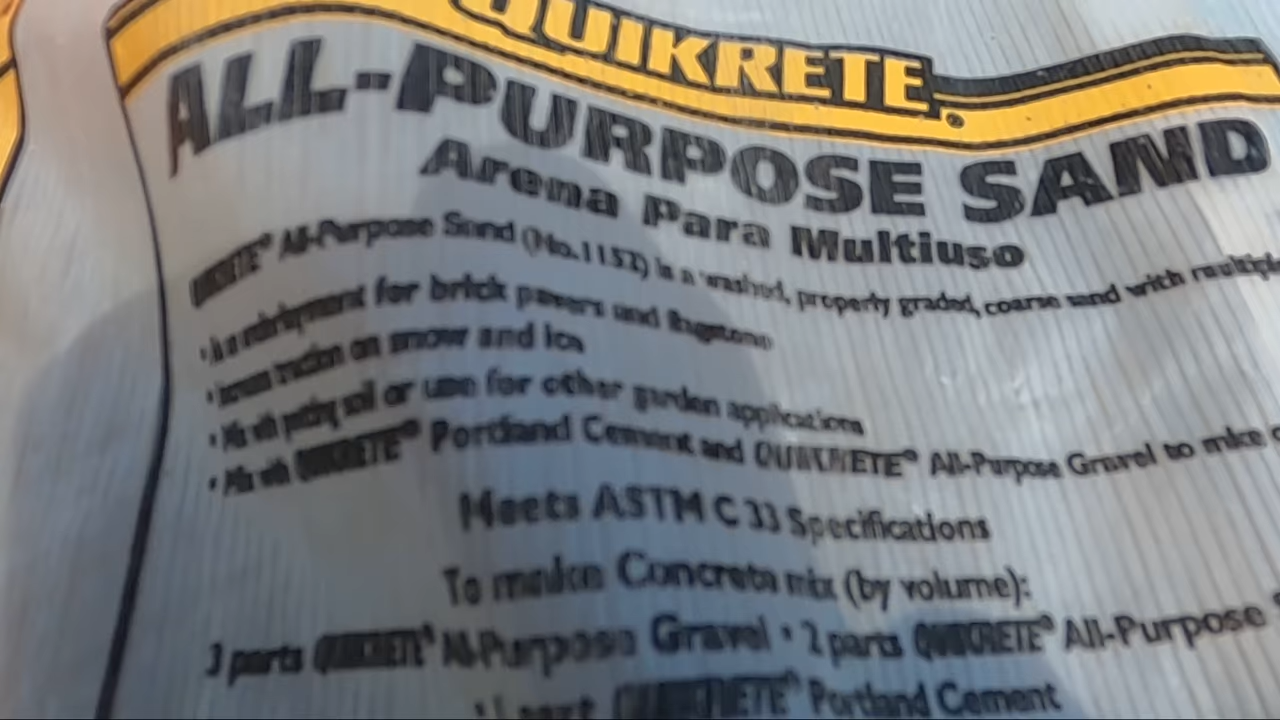 QUIKRETE®
ALL-PURPOSE SAND
Arena Para Multiuso
QUIKRETE® All-Purpose Sand (No.1152) is a washed, properly graded, coarse sand with multiple
• As a underlayment for brick pavers and flagstone
• Increase traction on snow and ice
• Mix with potting soil or use for other garden applications
• Mix with QUIKRETE® Portland Cement and QUIKRETE® All-Purpose Gravel to make
Meets ASTM C 33 Specifications
To make Concrete mix (by volume):
3 parts QUIKRETE® All-Purpose Gravel • 2 parts QUIKRETE® All-Purpose
1 part QUIKRETE® Portland Cement